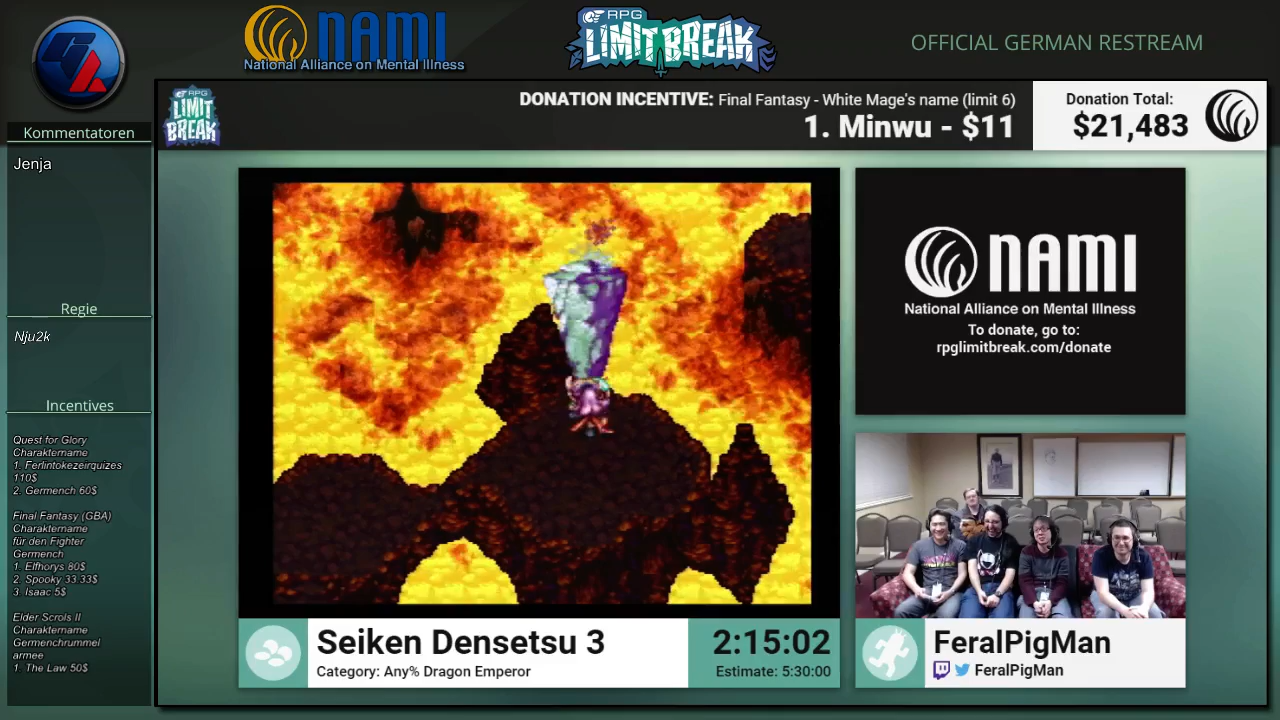 NAMI
National Alliance on Mental Illness
RPG
LIMIT BREAK
OFFICIAL GERMAN RESTREAM
Kommentatoren
Jenja
Regie
Nju2k
Incentives
Quest for Glory
Charaktername
1. Ferlintokezeirquizes
110$
2. Germench 60$
Final Fantasy (GBA)
Charaktername
für den Fighter
Germench
1. Elfhorys 80$
2. Spooky 33.33$
3. Isaac 5$
Elder Scrols II
Charaktername
Germenchrummel
armee
1. The Law 50$
RPG
LIMIT
BREAK
DONATION INCENTIVE: Final Fantasy - White Mage's name (limit 6)
1. Minwu - $11
Donation Total:
$21,483
NAMI
National Alliance on Mental Illness
To donate, go to:
rpglimitbreak.com/donate
Seiken Densetsu 3
Category: Any% Dragon Emperor
2:15:02
Estimate: 5:30:00
FeralPigMan
FeralPigMan